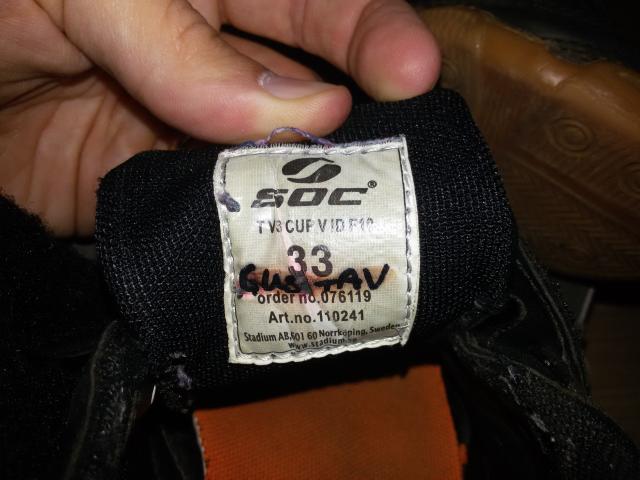 SOC®
TV3 CUP V ID F10
33
GUSTAV
order no.076119
Art.no.110241
Stadium AB,601 60 Norrköping, Sweden
www.stadium.se